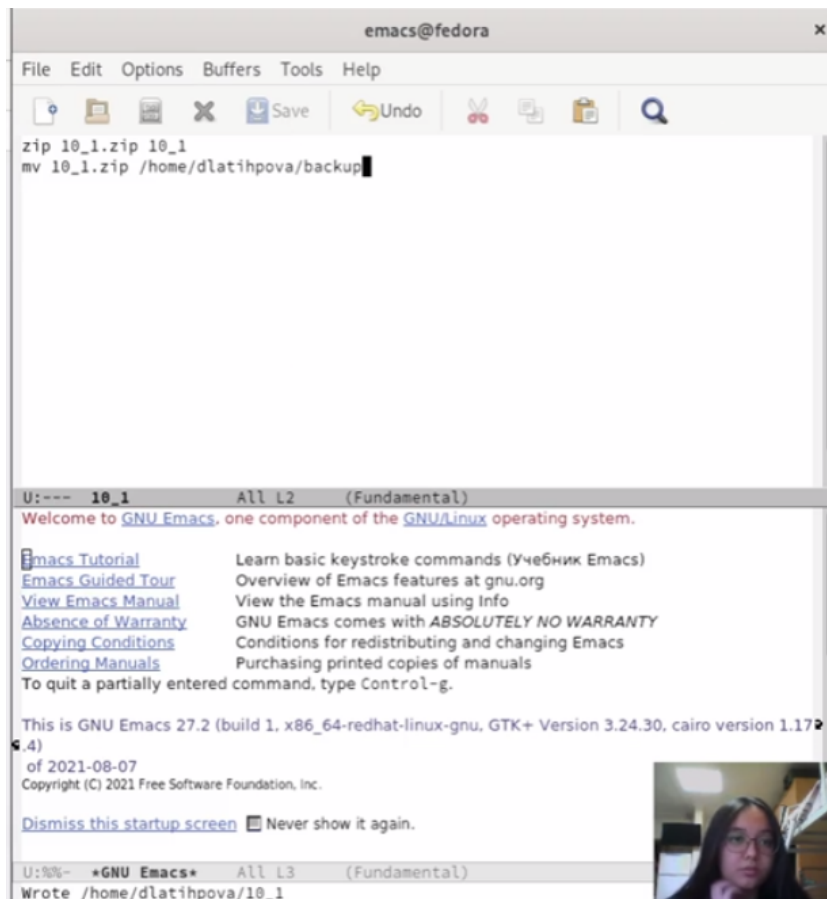 emacs@fedora ×
File Edit Options Buffers Tools Help
Save Undo
zip 10_1.zip 10_1
mv 10_1.zip /home/dlatihpova/backup
U:--- 10_1 All L2 (Fundamental)
Welcome to GNU Emacs, one component of the GNU/Linux operating system.
Emacs Tutorial Learn basic keystroke commands (Учебник Emacs)
Emacs Guided Tour Overview of Emacs features at gnu.org
View Emacs Manual View the Emacs manual using Info
Absence of Warranty GNU Emacs comes with ABSOLUTELY NO WARRANTY
Copying Conditions Conditions for redistributing and changing Emacs
Ordering Manuals Purchasing printed copies of manuals
To quit a partially entered command, type Control-g.
This is GNU Emacs 27.2 (build 1, x86_64-redhat-linux-gnu, GTK+ Version 3.24.30, cairo version 1.17
.4)
of 2021-08-07
Copyright (C) 2021 Free Software Foundation, Inc.
Dismiss this startup screen Never show it again.
U:%%- *GNU Emacs* All L3 (Fundamental)
Wrote /home/dlatihpova/10_1